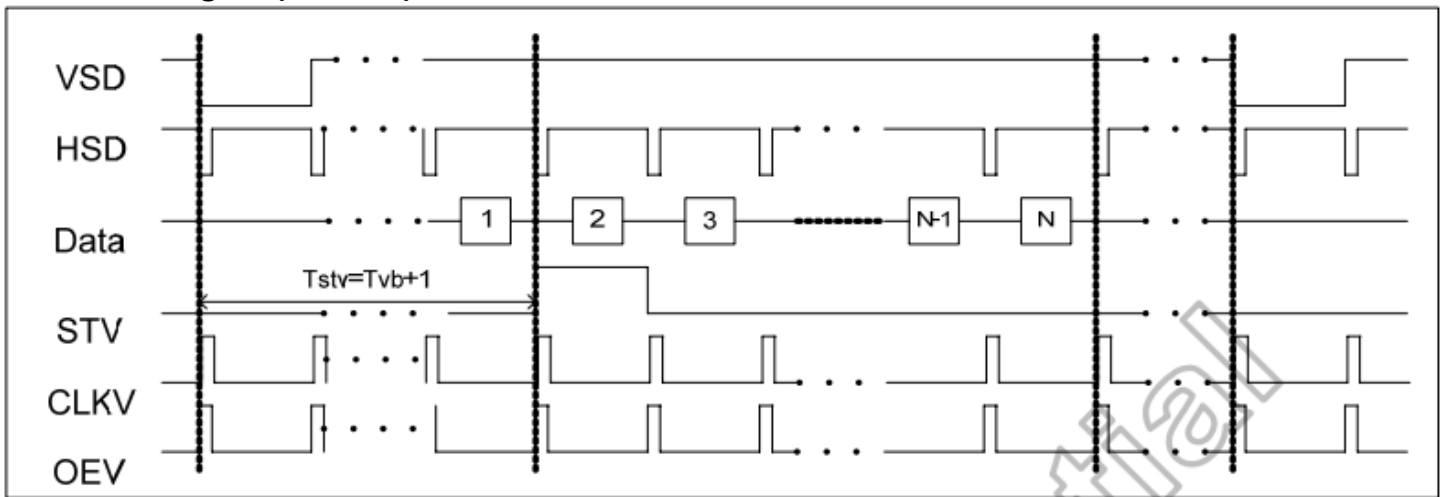 VSD
HSD
Data
1
2
3
N-1
N
Tstv=Tvb+1
STV
CLKV
OEV